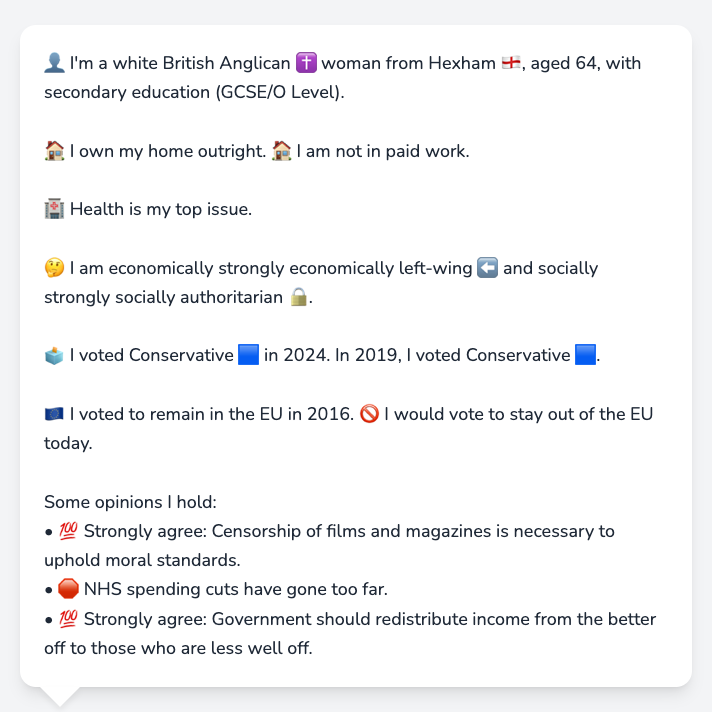 👤 I'm a white British Anglican ✝️ woman from Hexham 🏴󠁧󠁢󠁥󠁮󠁧󠁿, aged 64, with
secondary education (GCSE/O Level).
🏠 I own my home outright. 🏠 I am not in paid work.
🏥 Health is my top issue.
🤔 I am economically strongly economically left-wing ⬅️ and socially
strongly socially authoritarian 🔒.
🗳️ I voted Conservative 🟦 in 2024. In 2019, I voted Conservative 🟦.
🇪🇺 I voted to remain in the EU in 2016. 🚫 I would vote to stay out of the EU
today.
Some opinions I hold:
• 💯 Strongly agree: Censorship of films and magazines is necessary to
uphold moral standards.
• 🛑 NHS spending cuts have gone too far.
• 💯 Strongly agree: Government should redistribute income from the better
off to those who are less well off.